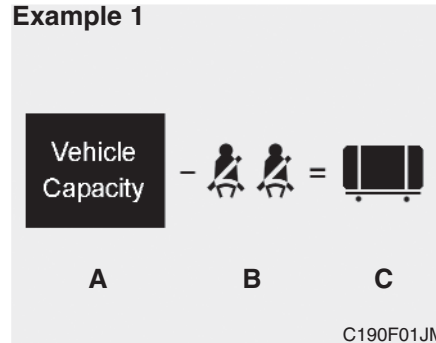 Example 1
Vehicle
Capacity
- =
A B C
C190F01JM